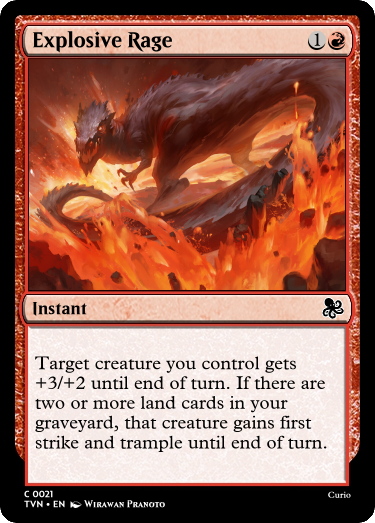 Explosive Rage 1
Instant
Target creature you control gets
+3/+2 until end of turn. If there are
two or more land cards in your
graveyard, that creature gains first
strike and trample until end of turn.
C 0021
TVN • EN Wirawan Pranoto
Curio